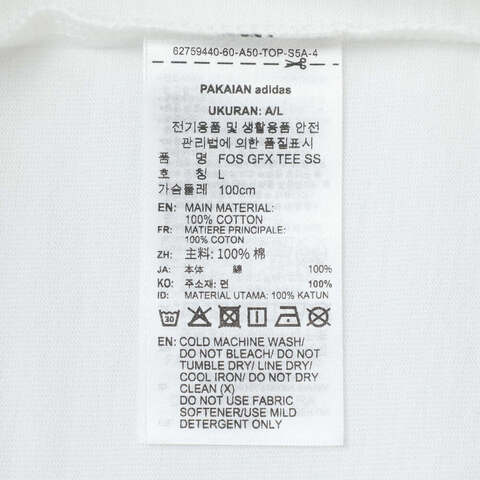 62759440-60-A50-TOP-S5A-4
PAKAIAN adidas
UKURAN: A/L
전기용품 및 생활용품 안전
관리법에 의한 품질표시
품 명 FOS GFX TEE SS
호 칭 L
가슴둘레 100cm
EN: MAIN MATERIAL:
100% COTTON
FR: MATIERE PRINCIPALE:
100% COTON
ZH: 主料: 100% 棉
JA: 本体 綿 100%
KO: 주소재: 면 100%
ID: MATERIAL UTAMA: 100% KATUN
30
EN: COLD MACHINE WASH/
DO NOT BLEACH/ DO NOT
TUMBLE DRY/ LINE DRY/
COOL IRON/ DO NOT DRY
CLEAN (X)
DO NOT USE FABRIC
SOFTENER/USE MILD
DETERGENT ONLY